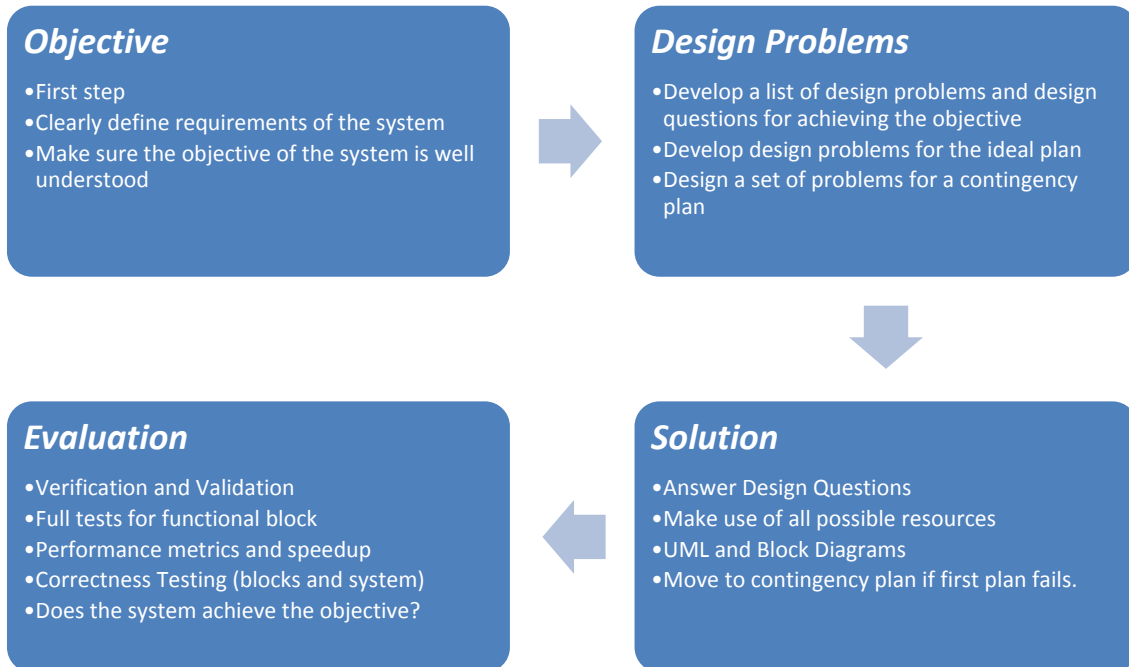 Objective
•First step
•Clearly define requirements of the system
•Make sure the objective of the system is well
understood
Design Problems
•Develop a list of design problems and design
questions for achieving the objective
•Develop design problems for the ideal plan
•Design a set of problems for a contingency
plan
Solution
•Answer Design Questions
•Make use of all possible resources
•UML and Block Diagrams
•Move to contingency plan if first plan fails.
Evaluation
•Verification and Validation
•Full tests for functional block
•Performance metrics and speedup
•Correctness Testing (blocks and system)
•Does the system achieve the objective?